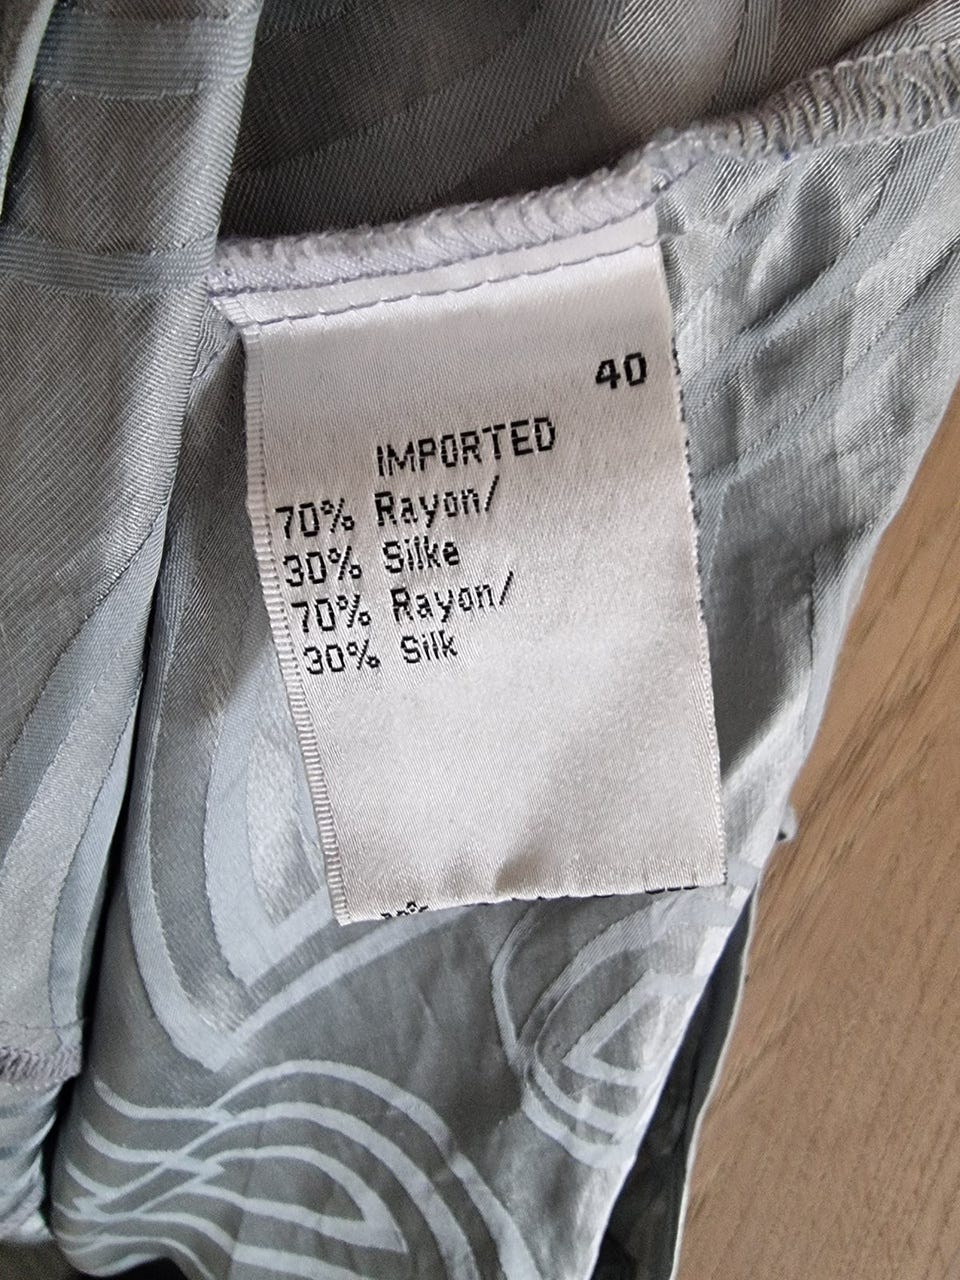 40
IMPORTED
70% Rayon/
30% Silke
70% Rayon/
30% Silk